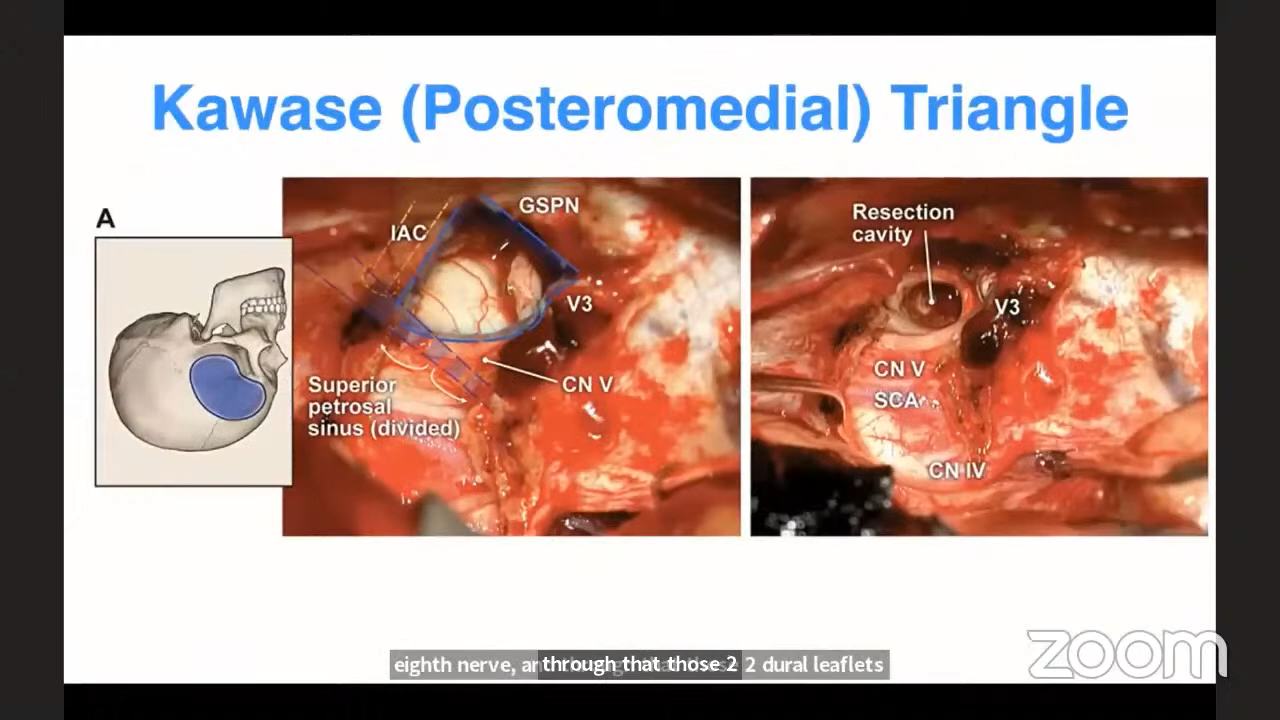 Kawase (Posteromedial) Triangle
A
GSPN
IAC
V3
CN V
Superior
petrosal
sinus (divided)
Resection
cavity
V3
CN V
SCA
CN IV
eighth nerve, an through that those 2 2 dural leaflets
zoom